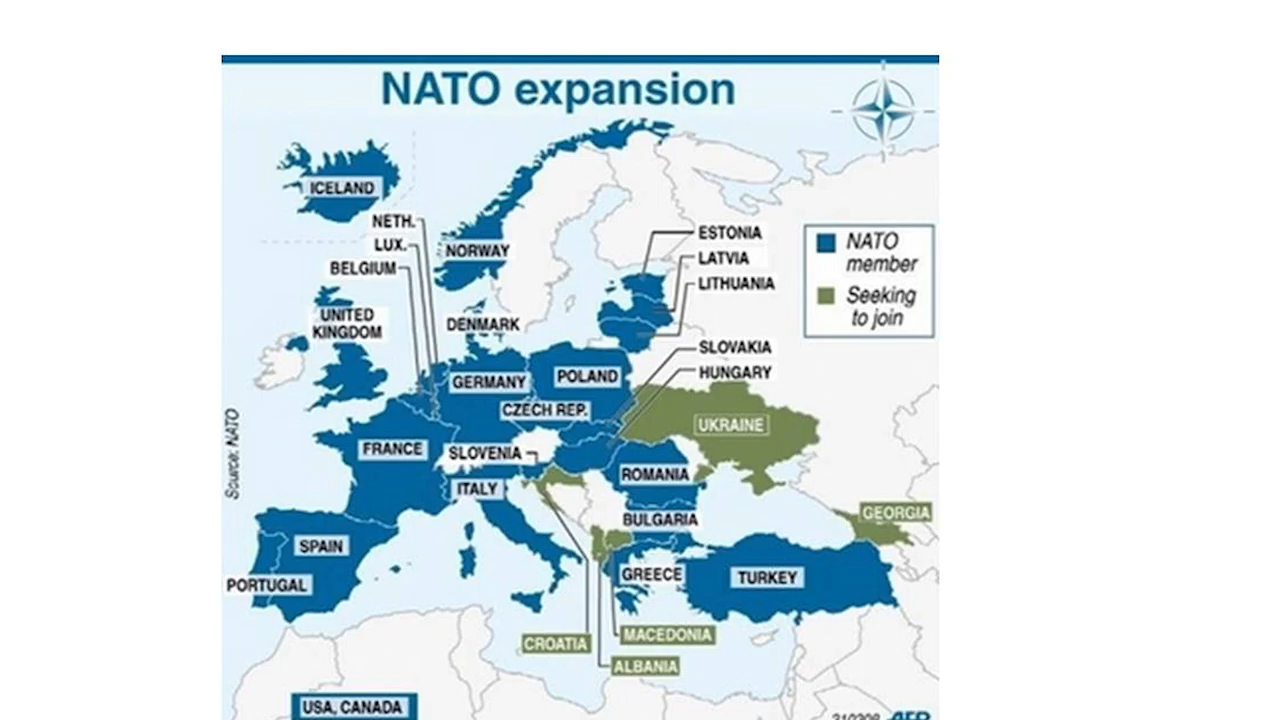 NATO expansion
ICELAND
NETH.
LUX.
BELGIUM
NORWAY
ESTONIA
LATVIA
LITHUANIA
NATO
member
Seeking
to join
UNITED
KINGDOM
DENMARK
SLOVAKIA
HUNGARY
GERMANY
POLAND
CZECH REP.
UKRAINE
FRANCE
SLOVENIA
ITALY
ROMANIA
GEORGIA
BULGARIA
SPAIN
PORTUGAL
GREECE
TURKEY
CROATIA
MACEDONIA
ALBANIA
USA, CANADA
Source: NATO
AFP